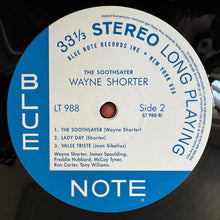 33 1/3 STEREO LONG PLAYING
BLUE NOTE RECORDS INC • NEW YORK USA
THE SOOTHSAYER
WAYNE SHORTER
LT 988
Side 2
(LT 988-B)
1. THE SOOTHSAYER (Wayne Shorter)
2. LADY DAY (Shorter)
3. VALSE TRISTE (Jean Sibelius)
Wayne Shorter, James Spaulding,
Freddie Hubbard, McCoy Tyner,
Ron Carter, Tony Williams.
BLUE
NOTE